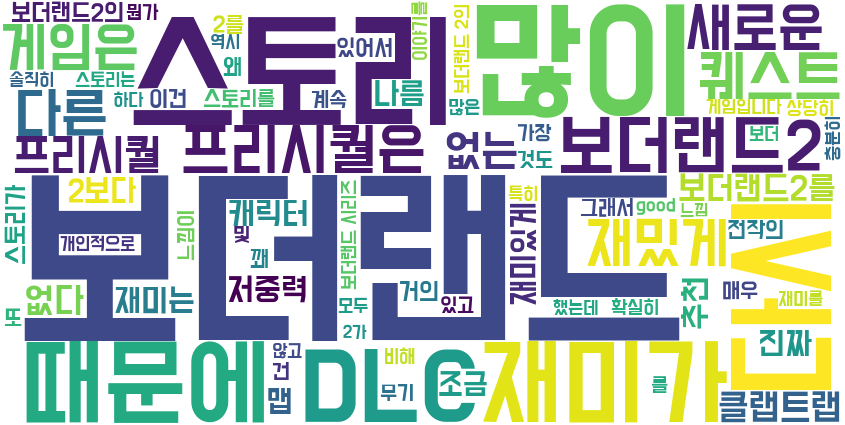 보더랜드2의
뭔가
2를
역시
왜
있어서
이야기를
보더랜드 2의
스토리
많이
새로운
게임은
솔직히
스토리는
하다
이건
스토리를
계속
나름
많은
퀘스트
게임입니다
상당히
다른
프리시퀄
프리시퀄은
없는
가장
것도
보더랜드2
보더
충분히
2보다
캐릭터
보더랜드 시리즈
특히
그래서
good
느낌
보더랜드2를
스토리가
개인적으로
느낌이
및
꽤
보더랜드
재미있게
재밌게
전작의
없다
재미는
저중력
모두
거의
있고
했는데
확실히
추천
매우
재미를
2가
진짜
때문에
않고
건
맵
DLC
비해
무기
조금
재미가
를
클랩트랩